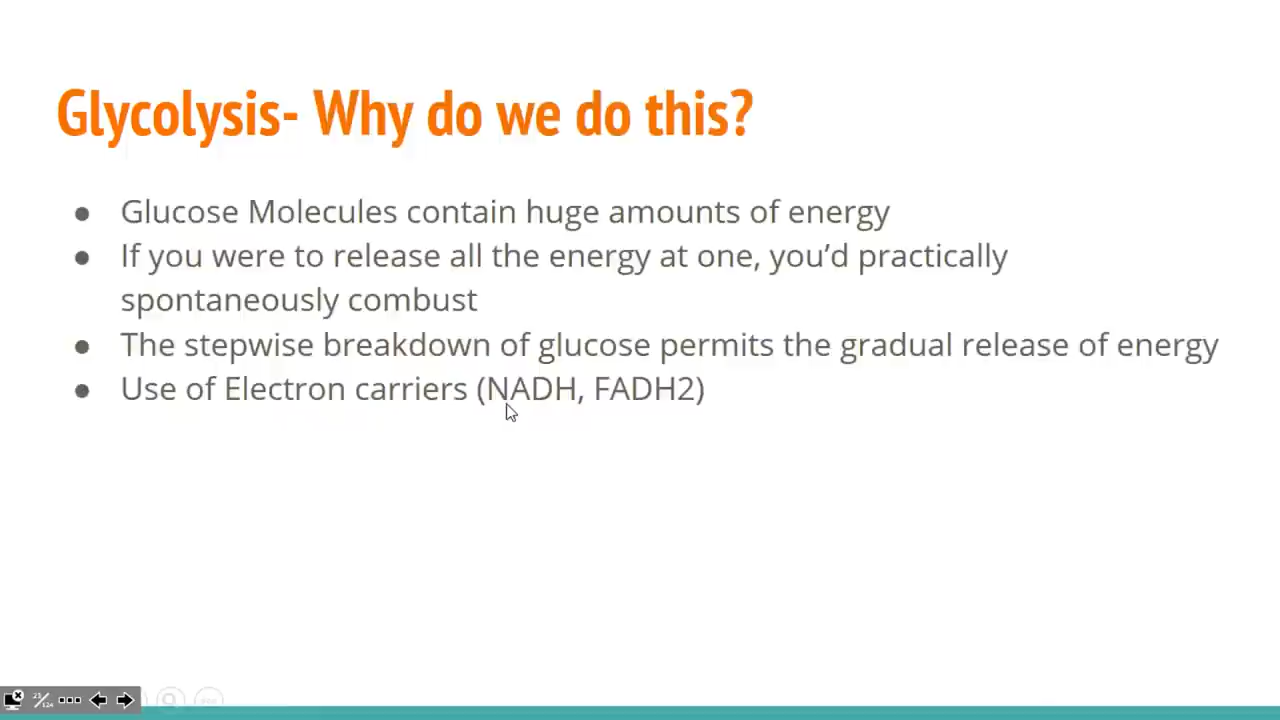 Glycolysis- Why do we do this?
● Glucose Molecules contain huge amounts of energy
● If you were to release all the energy at one, you’d practically
spontaneously combust
● The stepwise breakdown of glucose permits the gradual release of energy
● Use of Electron carriers (NADH, FADH2)